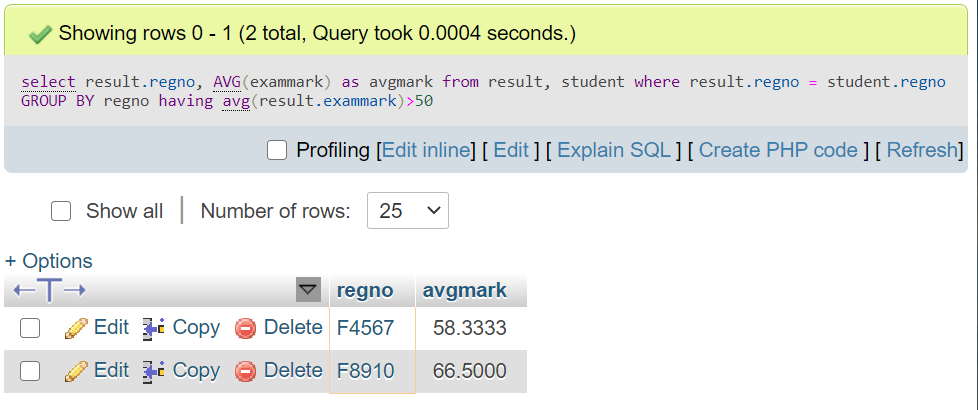 Showing rows 0 - 1 (2 total, Query took 0.0004 seconds.)
select result.regno, AVG(exammark) as avgmark from result, student where result.regno = student.regno
GROUP BY regno having avg(result.exammark)>50
Profiling [Edit inline] [ Edit ] [ Explain SQL ] [ Create PHP code ] [ Refresh]
Show all | Number of rows: 25
+ Options
←T→ regno avgmark
Edit Copy Delete F4567 58.3333
Edit Copy Delete F8910 66.5000